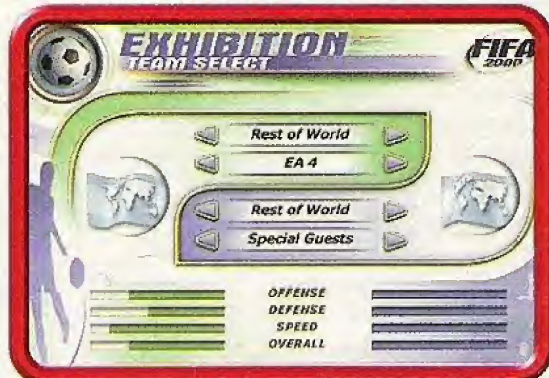 EXHIBITION
TEAM SELECT
FIFA
2000
Rest of World
EA 4
Rest of World
Special Guests
OFFENSE
DEFENSE
SPEED
OVERALL